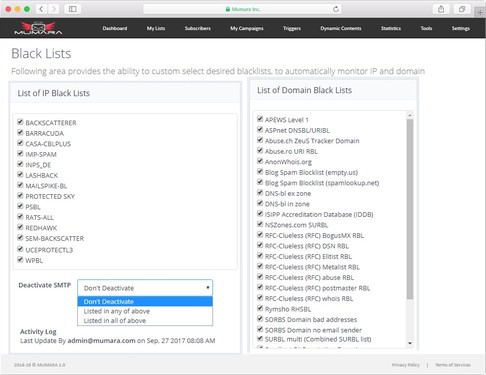 Mumara Inc.
MUMARA
Dashboard My Lists Subscribers My Campaigns Triggers Dynamic Contents Statistics Tools Settings
Black Lists
Following area provides the ability to custom select desired blacklists, to automatically monitor IP and domain
List of IP Black Lists
BACKSCATTERER
BARRACUDA
CASA-CBLPLUS
IMP-SPAM
INPS_DE
LASHBACK
MAILSPIKE-BL
PROTECTED SKY
PSBL
RATS-ALL
REDHAWK
SEM-BACKSCATTER
UCEPROTECTL3
WPBL
Deactivate SMTP
Don't Deactivate
Don't Deactivate
Listed in any of above
Listed in all of above
Activity Log
Last Update By admin@mumara.com on Sep, 27 2017 08:08 AM
List of Domain Black Lists
APEWS Level 1
ASPnet DNSBL/URIBL
Abuse.ch ZeuS Tracker Domain
Abuse.ro URI RBL
AnonWhois.org
Blog Spam Blocklist (empty.us)
Blog Spam Blocklist (spamlookup.net)
DNS-bl ex zone
DNS-bl in zone
ISIPP Accreditation Database (IDDB)
NSZones.com SURBL
RFC-Clueless (RFC) BogusMX RBL
RFC-Clueless (RFC) DSN RBL
RFC-Clueless (RFC) Elitist RBL
RFC-Clueless (RFC) Metalist RBL
RFC-Clueless (RFC) abuse RBL
RFC-Clueless (RFC) postmaster RBL
RFC-Clueless (RFC) whois RBL
Rymsho RHSBL
SORBS Domain bad addresses
SORBS Domain no email sender
SURBL multi (Combined SURBL list)
Privacy Policy | Terms of Services